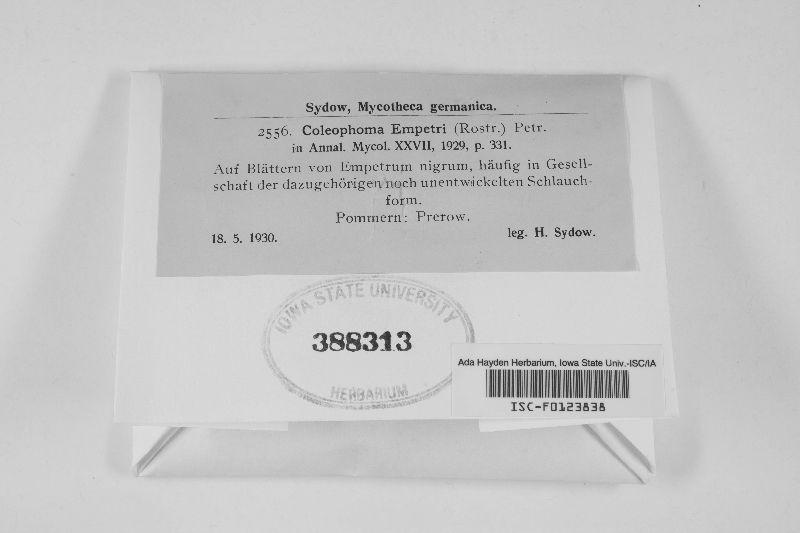 Sydow, Mycotheca germanica.
2556. Coleophoma Empetri (Rostr.) Petr.
in Annal. Mycol. XXVII, 1929, p. 331.
Auf Blättern von Empetrum nigrum, häufig in Gesell-
schaft der dazugehörigen noch unentwickelten Schlauch-
form.
Pommern: Prerow.
18. 5. 1930. leg. H. Sydow.
IOWA STATE UNIVERSITY
388313
HERBARIUM
Ada Hayden Herbarium, Iowa State Univ.-ISC/IA
ISC-F0123838